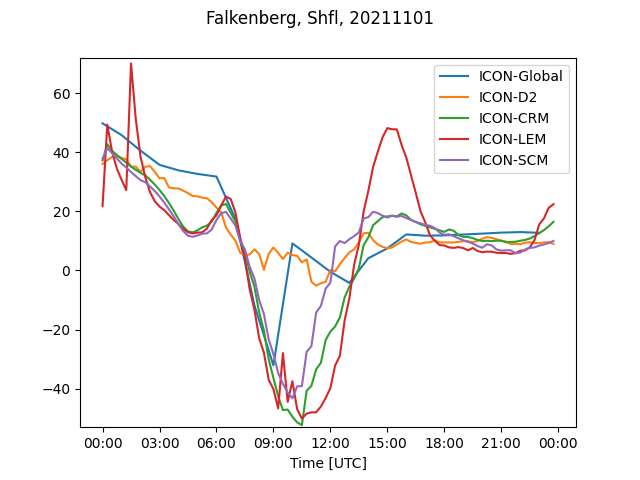 Falkenberg, Shfl, 20211101
ICON-Global
ICON-D2
ICON-CRM
ICON-LEM
ICON-SCM
60
40
20
0
−20
−40
00:00 03:00 06:00 09:00 12:00 15:00 18:00 21:00 00:00
Time [UTC]